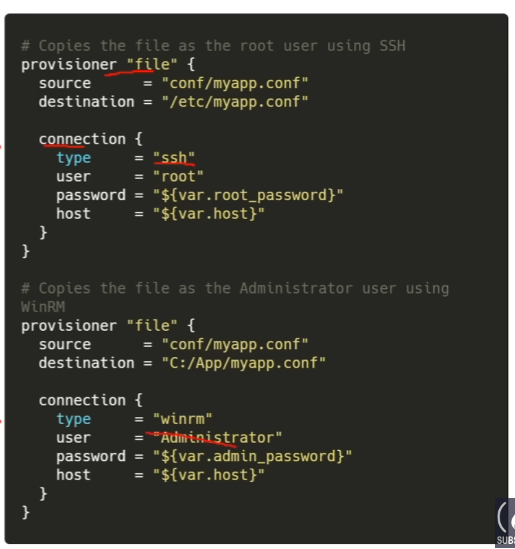 # Copies the file as the root user using SSH
provisioner "file" {
  source      = "conf/myapp.conf"
  destination = "/etc/myapp.conf"

  connection {
    type     = "ssh"
    user     = "root"
    password = "${var.root_password}"
    host     = "${var.host}"
  }
}

# Copies the file as the Administrator user using
WinRM
provisioner "file" {
  source      = "conf/myapp.conf"
  destination = "C:/App/myapp.conf"

  connection {
    type     = "winrm"
    user     = "Administrator"
    password = "${var.admin_password}"
    host     = "${var.host}"
  }
}